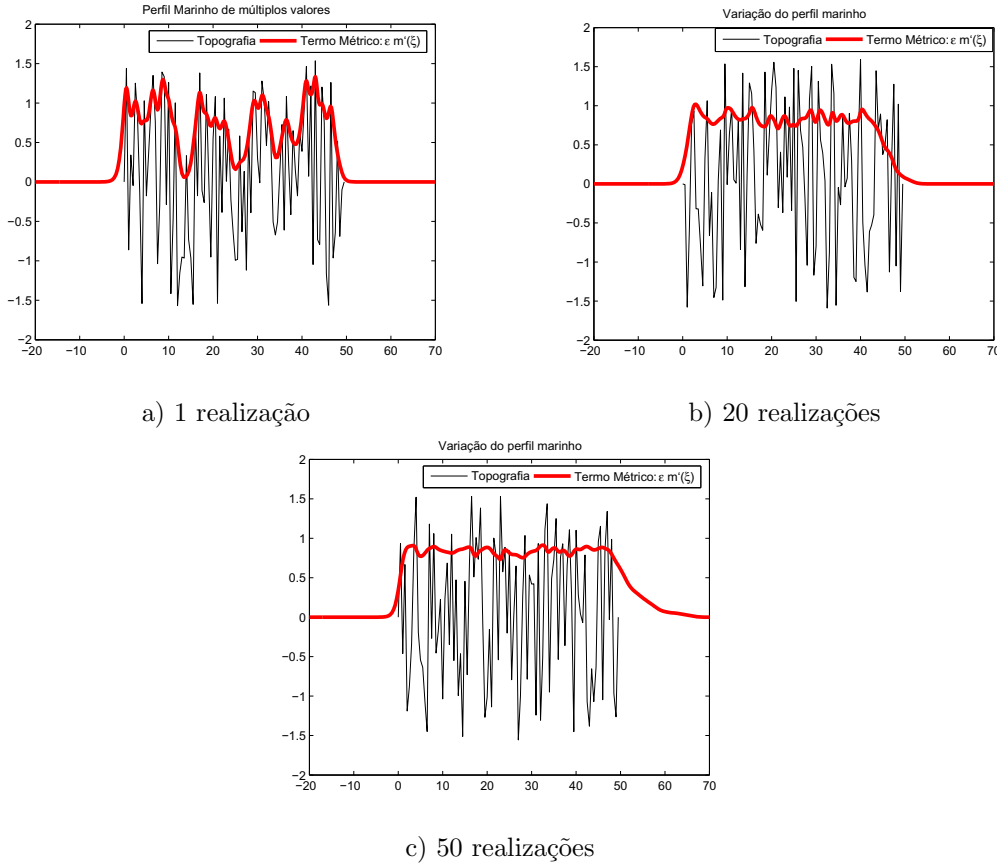 Perfil Marinho de múltiplos valores
Topografia
Termo Métrico: ε m'(ξ)
2
1.5
1
0.5
0
−0.5
−1
−1.5
−2
−20 −10 0 10 20 30 40 50 60 70
a) 1 realização
Variação do perfil marinho
Topografia
Termo Métrico: ε m'(ξ)
2
1.5
1
0.5
0
−0.5
−1
−1.5
−2
−20 −10 0 10 20 30 40 50 60 70
b) 20 realizações
Variação do perfil marinho
Topografia
Termo Métrico: ε m'(ξ)
2
1.5
1
0.5
0
−0.5
−1
−1.5
−2
−20 −10 0 10 20 30 40 50 60 70
c) 50 realizações